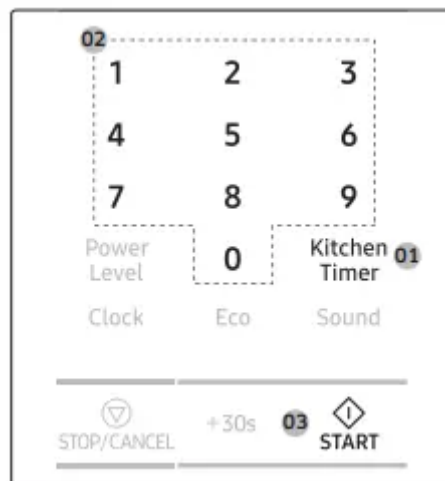 02
1 2 3
4 5 6
7 8 9
Power Level 0 Kitchen Timer 01
Clock Eco Sound
STOP/CANCEL +30s 03 START